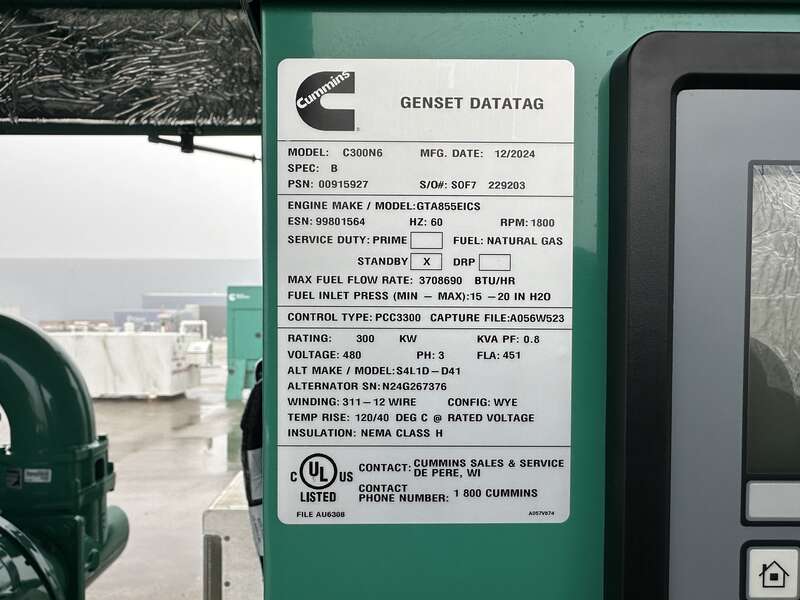 Cummins
GENSET DATATAG
MODEL: C300N6 MFG. DATE: 12/2024
SPEC: B
PSN: 00915927 S/O#: SOF7 229203
ENGINE MAKE / MODEL:GTA855EICS
ESN: 99801564 HZ: 60 RPM: 1800
SERVICE DUTY: PRIME FUEL: NATURAL GAS
STANDBY X DRP
MAX FUEL FLOW RATE: 3708690 BTU/HR
FUEL INLET PRESS (MIN – MAX):15 – 20 IN H2O
CONTROL TYPE: PCC3300 CAPTURE FILE:A056W523
RATING: 300 KW KVA PF: 0.8
VOLTAGE: 480 PH: 3 FLA: 451
ALT MAKE / MODEL: S4L1D–D41
ALTERNATOR SN: N24G267376
WINDING: 311–12 WIRE CONFIG: WYE
TEMP RISE: 120/40 DEG C @ RATED VOLTAGE
INSULATION: NEMA CLASS H
C UL US
LISTED
FILE AU6308
CONTACT: CUMMINS SALES & SERVICE
DE PERE, WI
CONTACT
PHONE NUMBER: 1 800 CUMMINS
A057V874